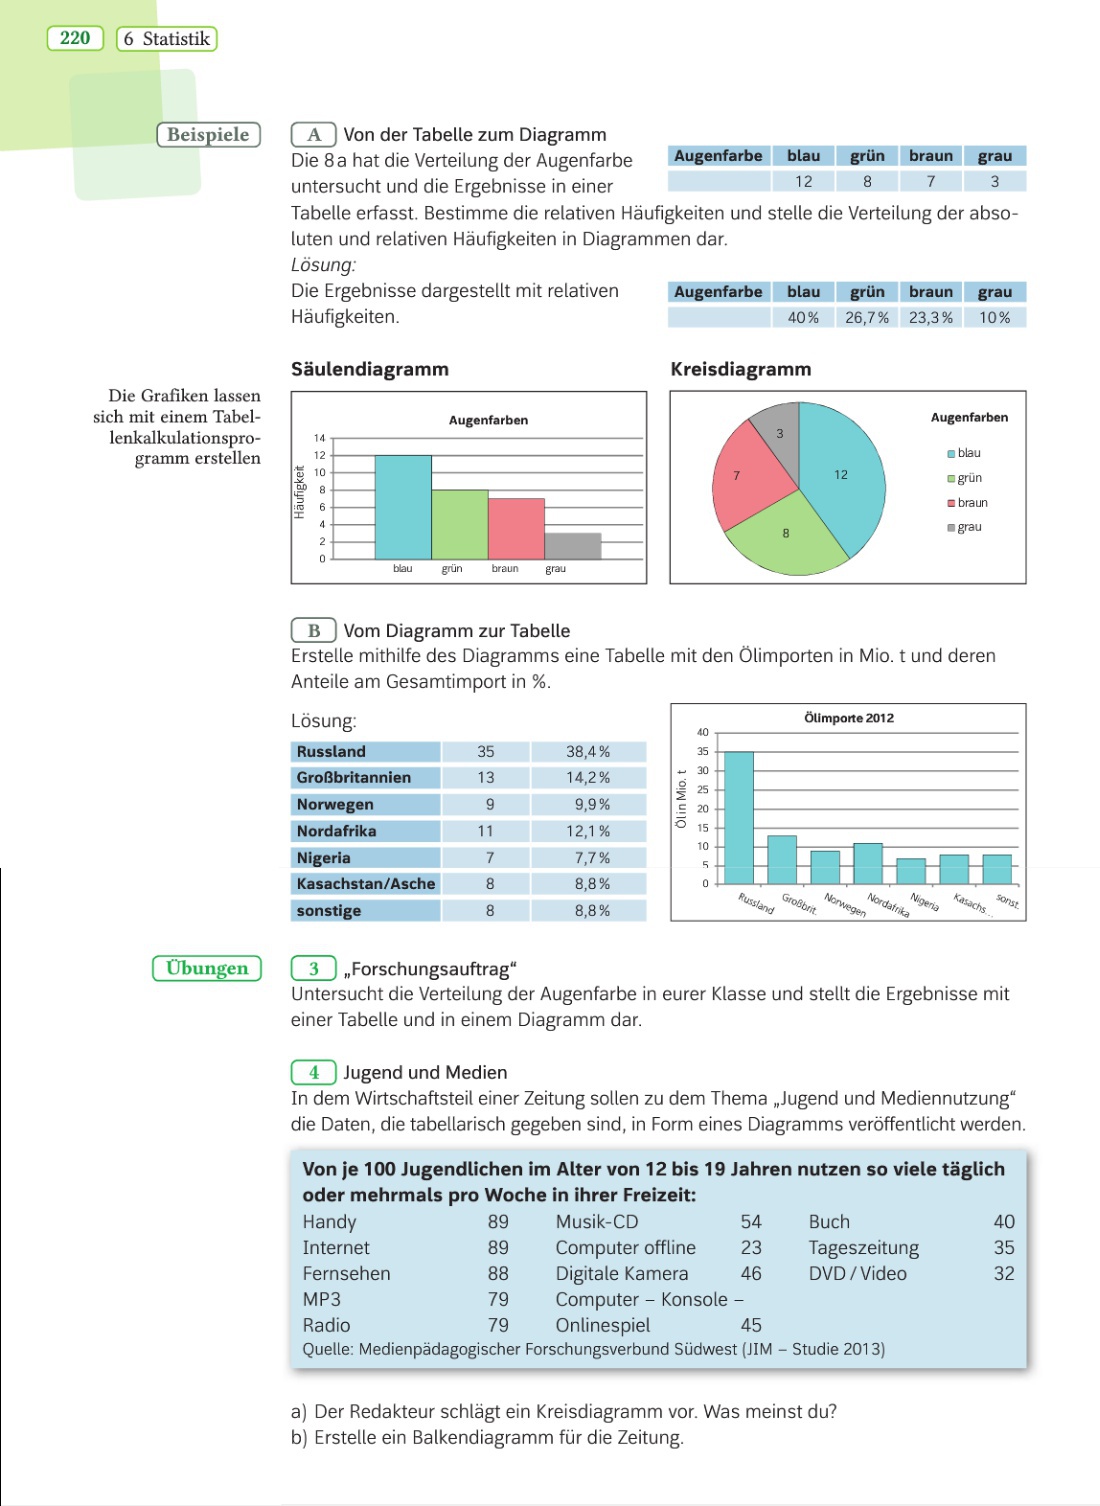 220 6 Statistik
Beispiele
A Von der Tabelle zum Diagramm
Die 8 a hat die Verteilung der Augenfarbe
untersucht und die Ergebnisse in einer
Tabelle erfasst. Bestimme die relativen Häufigkeiten und stelle die Verteilung der abso-
luten und relativen Häufigkeiten in Diagrammen dar.
Augenfarbe blau grün braun grau
12 8 7 3
Lösung:
Die Ergebnisse dargestellt mit relativen
Häufigkeiten.
Augenfarbe blau grün braun grau
40 % 26,7 % 23,3 % 10 %
Die Grafiken lassen
sich mit einem Tabel-
lenkalkulationspro-
gramm erstellen
Säulendiagramm
Augenfarben
Häufigkeit
14
12
10
8
6
4
2
0
blau grün braun grau
Kreisdiagramm
Augenfarben
blau
grün
braun
grau
3
7
12
8
B Vom Diagramm zur Tabelle
Erstelle mithilfe des Diagramms eine Tabelle mit den Ölimporten in Mio. t und deren
Anteile am Gesamtimport in %.
Lösung:
Russland 35 38,4 %
Großbritannien 13 14,2 %
Norwegen 9 9,9 %
Nordafrika 11 12,1 %
Nigeria 7 7,7 %
Kasachstan/Asche 8 8,8 %
sonstige 8 8,8 %
Ölimporte 2012
Öl in Mio. t
40
35
30
25
20
15
10
5
0
Russland Großbrit. Norwegen Nordafrika Nigeria Kasachs... sonst.
Übungen
3 „Forschungsauftrag“
Untersucht die Verteilung der Augenfarbe in eurer Klasse und stellt die Ergebnisse mit
einer Tabelle und in einem Diagramm dar.
4 Jugend und Medien
In dem Wirtschaftsteil einer Zeitung sollen zu dem Thema „Jugend und Mediennutzung“
die Daten, die tabellarisch gegeben sind, in Form eines Diagramms veröffentlicht werden.
Von je 100 Jugendlichen im Alter von 12 bis 19 Jahren nutzen so viele täglich
oder mehrmals pro Woche in ihrer Freizeit:
Handy 89 Musik-CD 54 Buch 40
Internet 89 Computer offline 23 Tageszeitung 35
Fernsehen 88 Digitale Kamera 46 DVD / Video 32
MP3 79 Computer – Konsole –
Radio 79 Onlinespiel 45
Quelle: Medienpädagogischer Forschungsverbund Südwest (JIM – Studie 2013)
a) Der Redakteur schlägt ein Kreisdiagramm vor. Was meinst du?
b) Erstelle ein Balkendiagramm für die Zeitung.